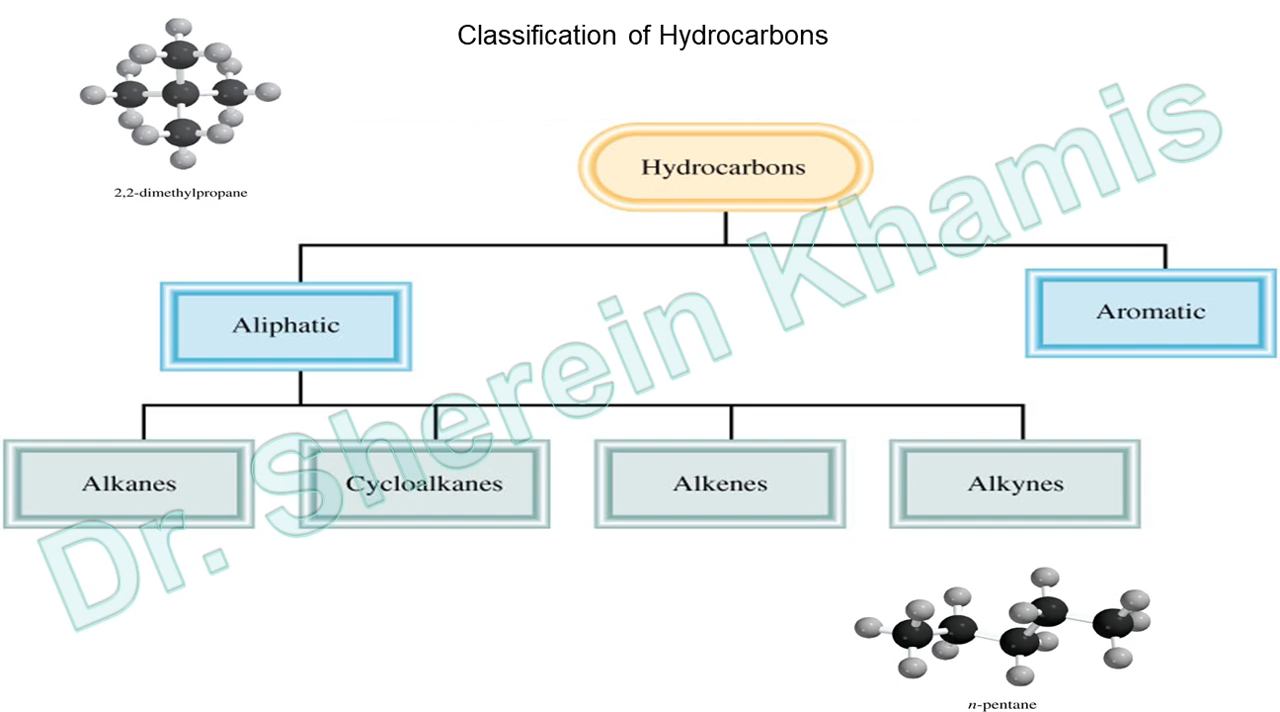 Classification of Hydrocarbons
2,2-dimethylpropane
Hydrocarbons
Aliphatic
Aromatic
Alkanes
Cycloalkanes
Alkenes
Alkynes
n-pentane
Dr. Sherein Khamis